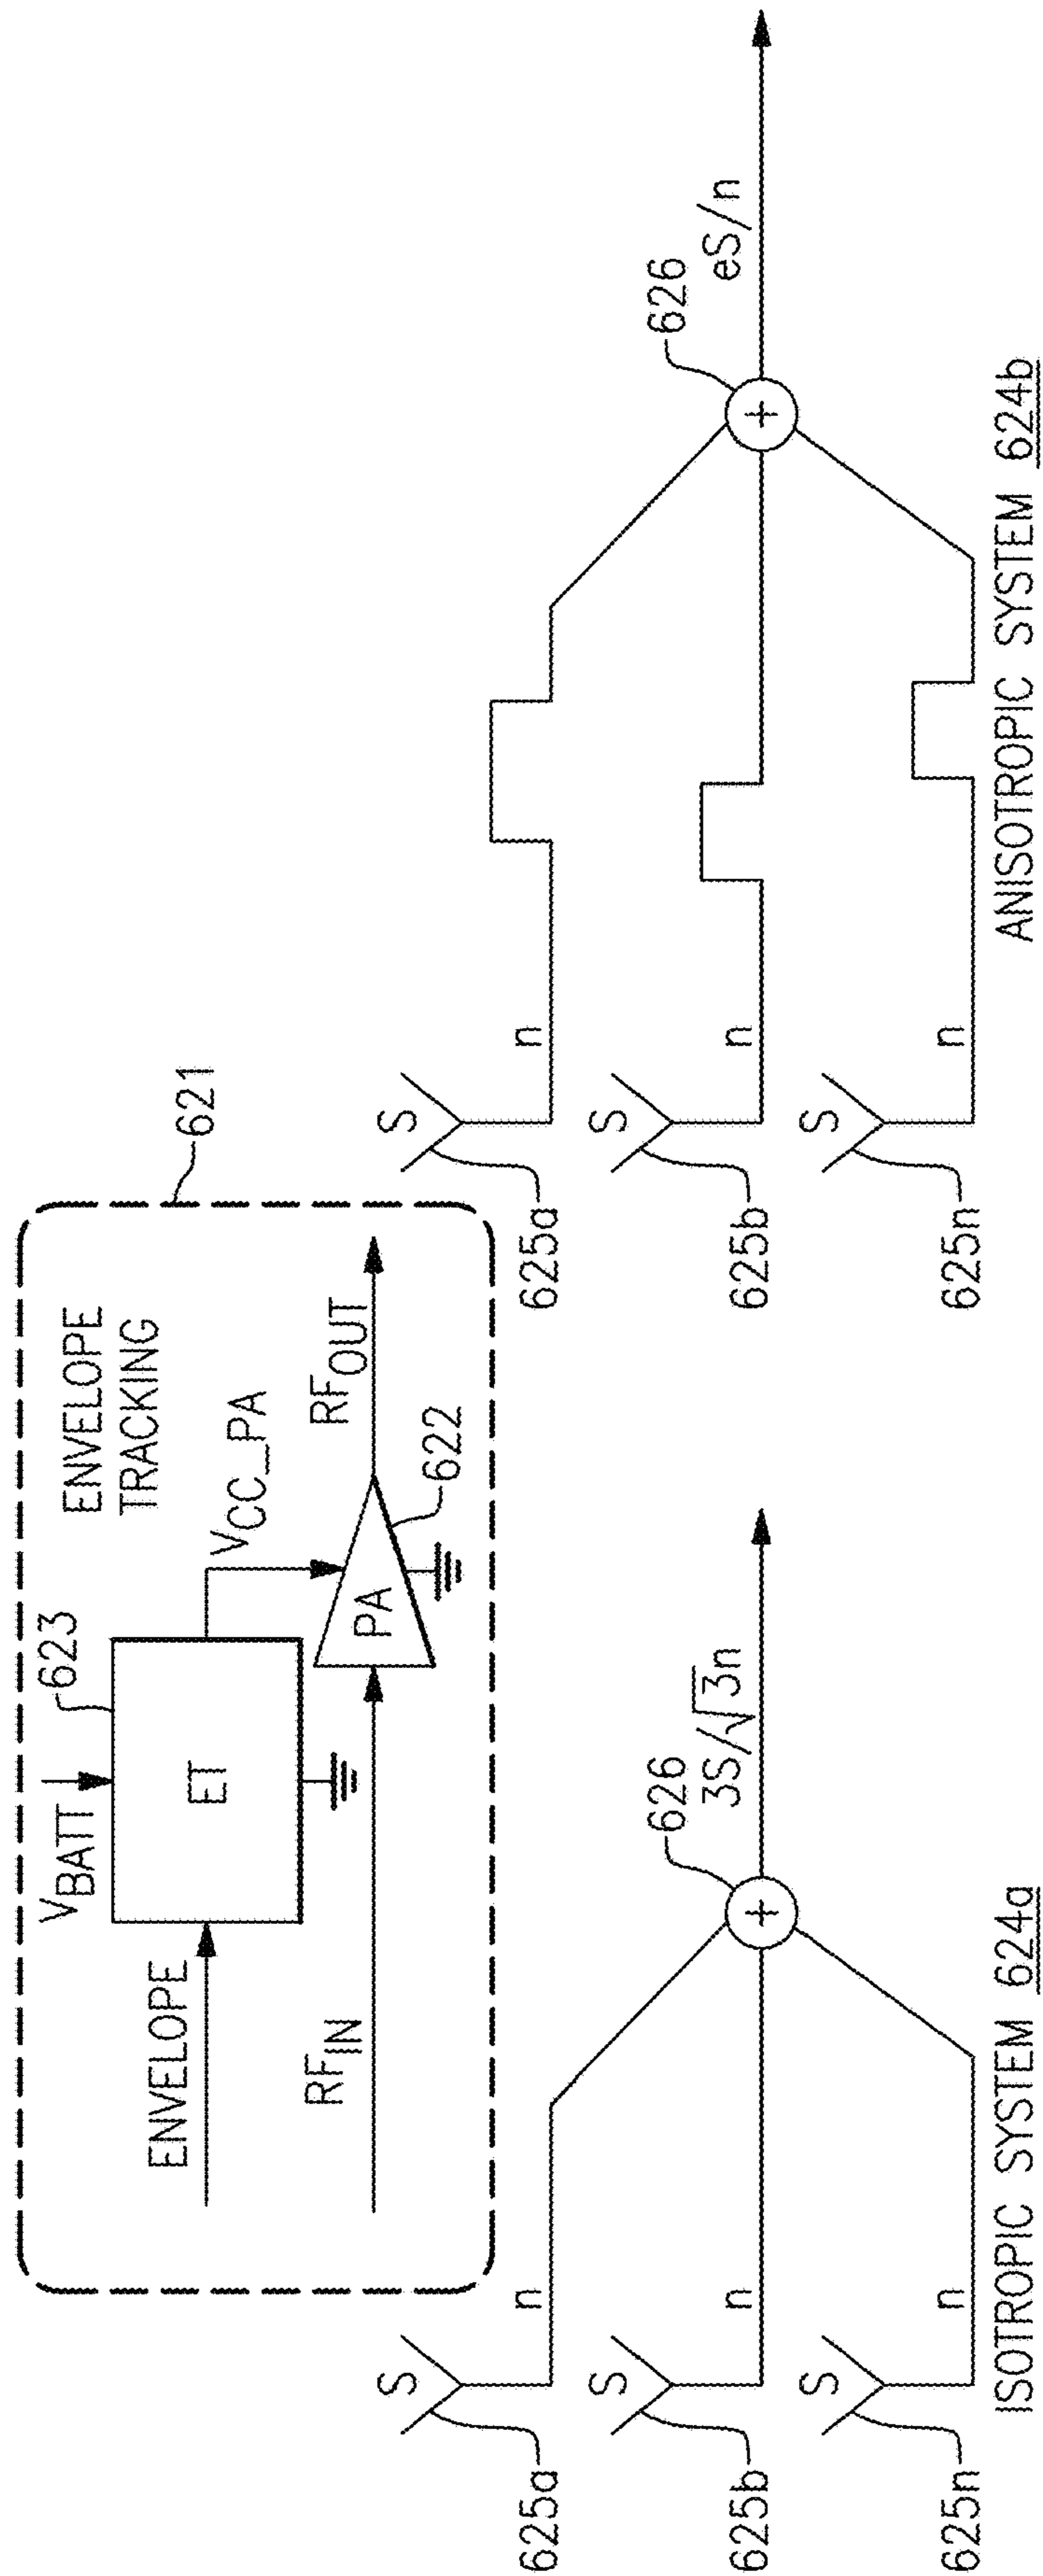 621
ENVELOPE
TRACKING
VBATT
623
ENVELOPE
ET
VCC_PA
RFIN
PA
RFOUT
622
S
n
625a
S
n
625b
S
n
625n
626
3S/√3n
ISOTROPIC SYSTEM 624a
S
n
625a
S
n
625b
S
n
625n
626
eS/n
+
+
ANISOTROPIC SYSTEM 624b